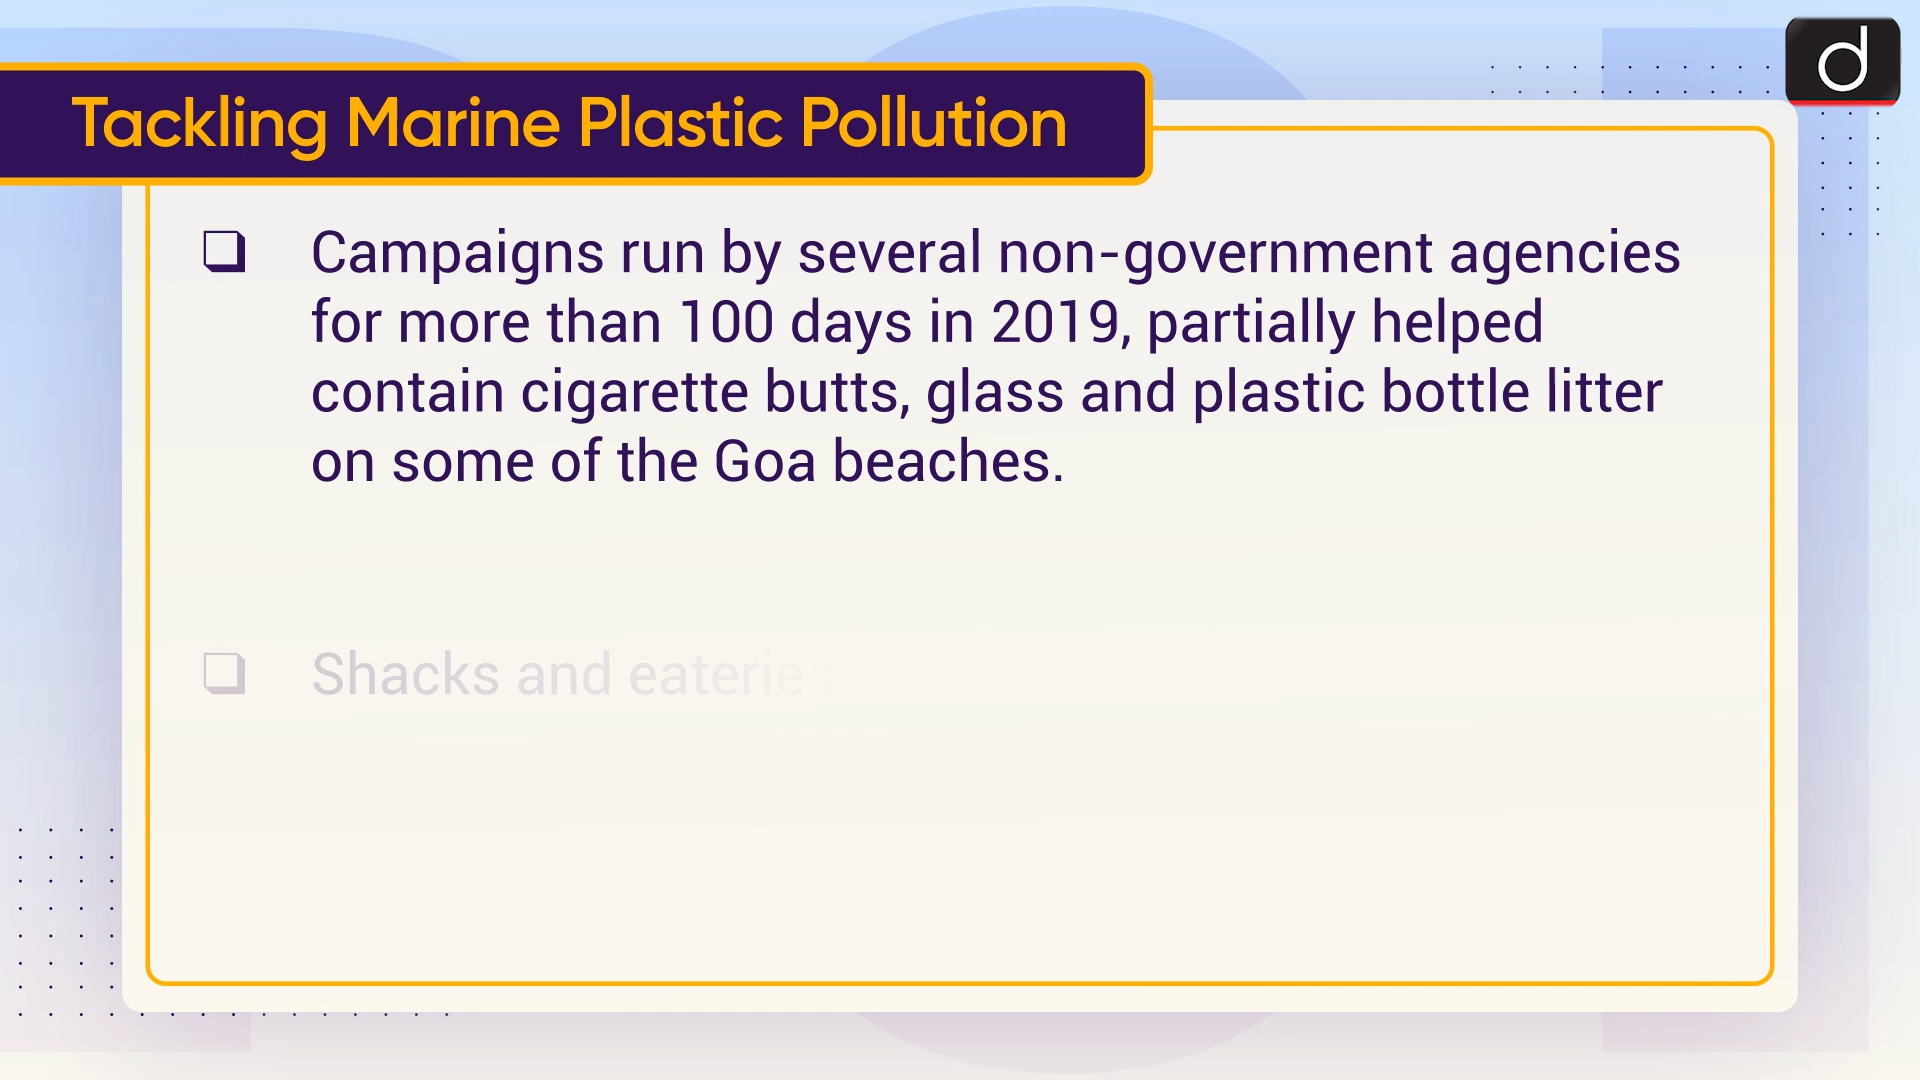 Tackling Marine Plastic Pollution
❑ Campaigns run by several non-government agencies
for more than 100 days in 2019, partially helped
contain cigarette butts, glass and plastic bottle litter
on some of the Goa beaches.
❑ Shacks and eateries
d